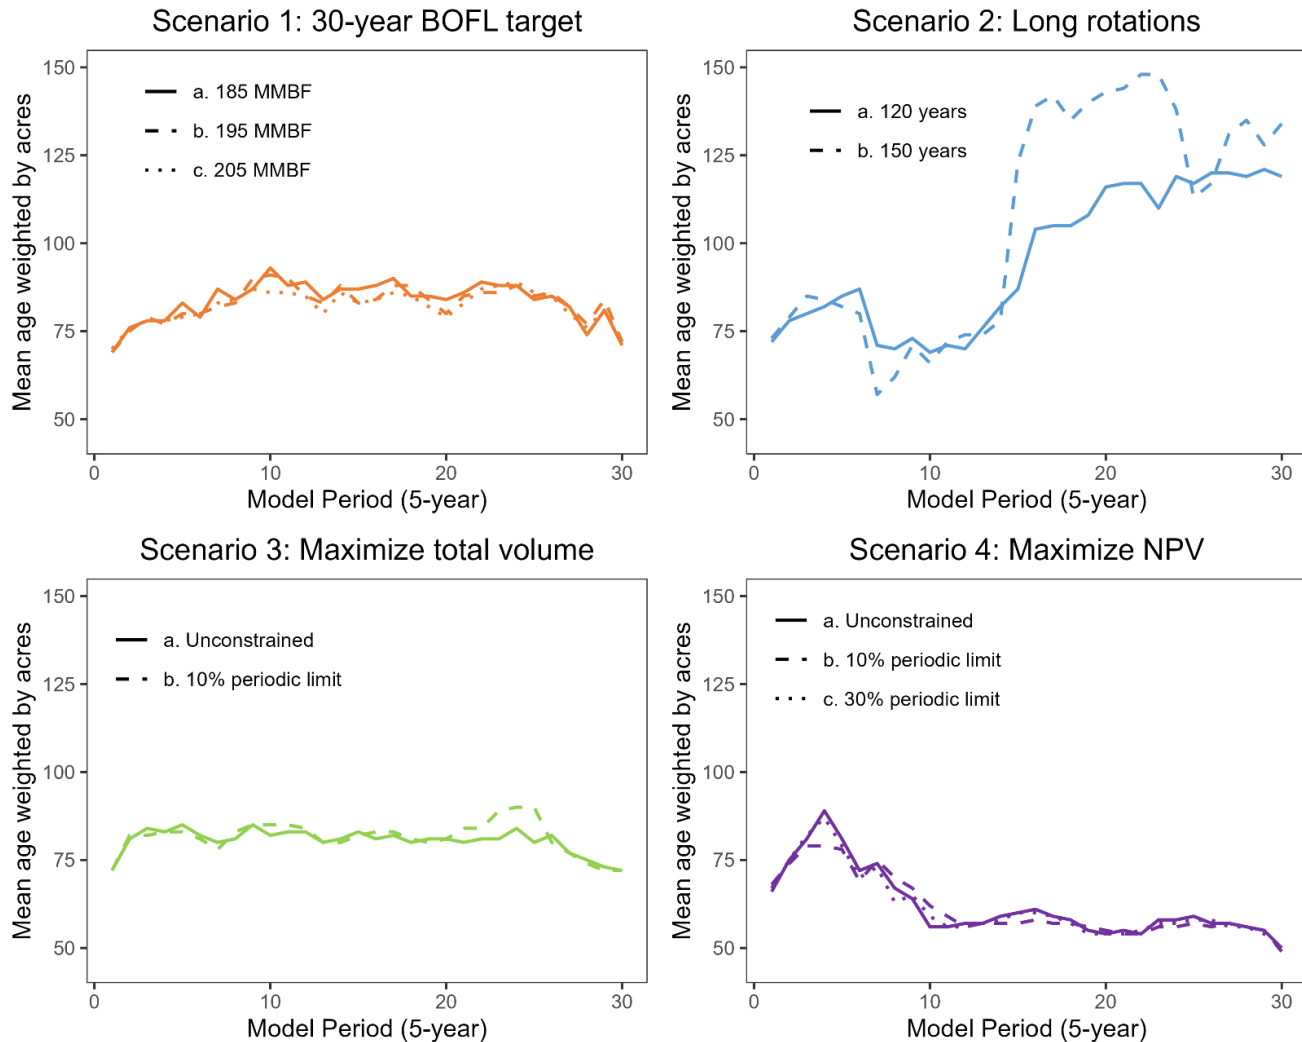 Scenario 1: 30-year BOFL target
Mean age weighted by acres
150
125
100
75
50
a. 185 MMBF
b. 195 MMBF
c. 205 MMBF
0
10
20
30
Model Period (5-year)
Scenario 2: Long rotations
Mean age weighted by acres
150
125
100
75
50
a. 120 years
b. 150 years
0
10
20
30
Model Period (5-year)
Scenario 3: Maximize total volume
Mean age weighted by acres
150
125
100
75
50
a. Unconstrained
b. 10% periodic limit
0
10
20
30
Model Period (5-year)
Scenario 4: Maximize NPV
Mean age weighted by acres
150
125
100
75
50
a. Unconstrained
b. 10% periodic limit
c. 30% periodic limit
0
10
20
30
Model Period (5-year)